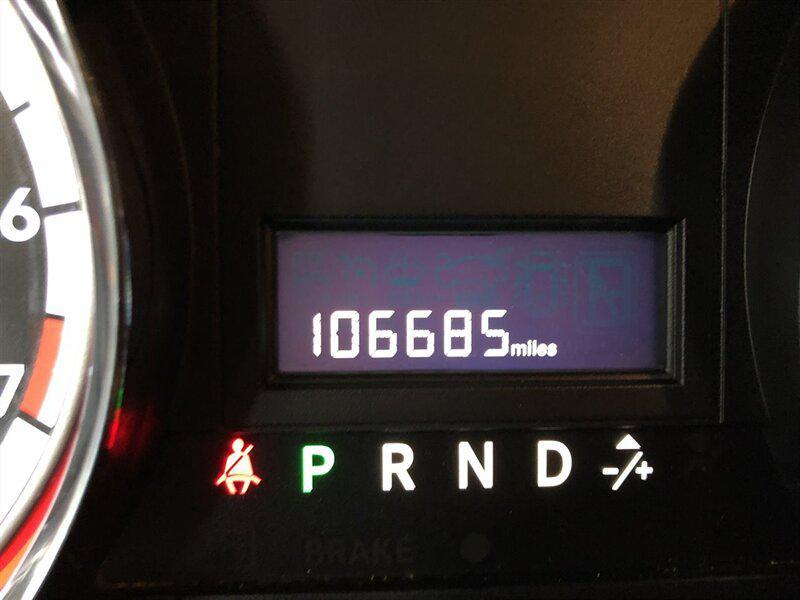 6
7
106685 miles
P R N D -/+
BRAKE